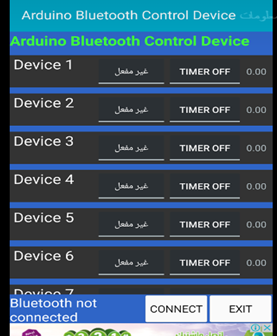 Arduino Bluetooth Control Device
Arduino Bluetooth Control Device
Device 1 غير مفعل TIMER OFF 0.00
Device 2 غير مفعل TIMER OFF 0.00
Device 3 غير مفعل TIMER OFF 0.00
Device 4 غير مفعل TIMER OFF 0.00
Device 5 غير مفعل TIMER OFF 0.00
Device 6 غير مفعل TIMER OFF 0.00
Device 7
Bluetooth not
connected CONNECT EXIT